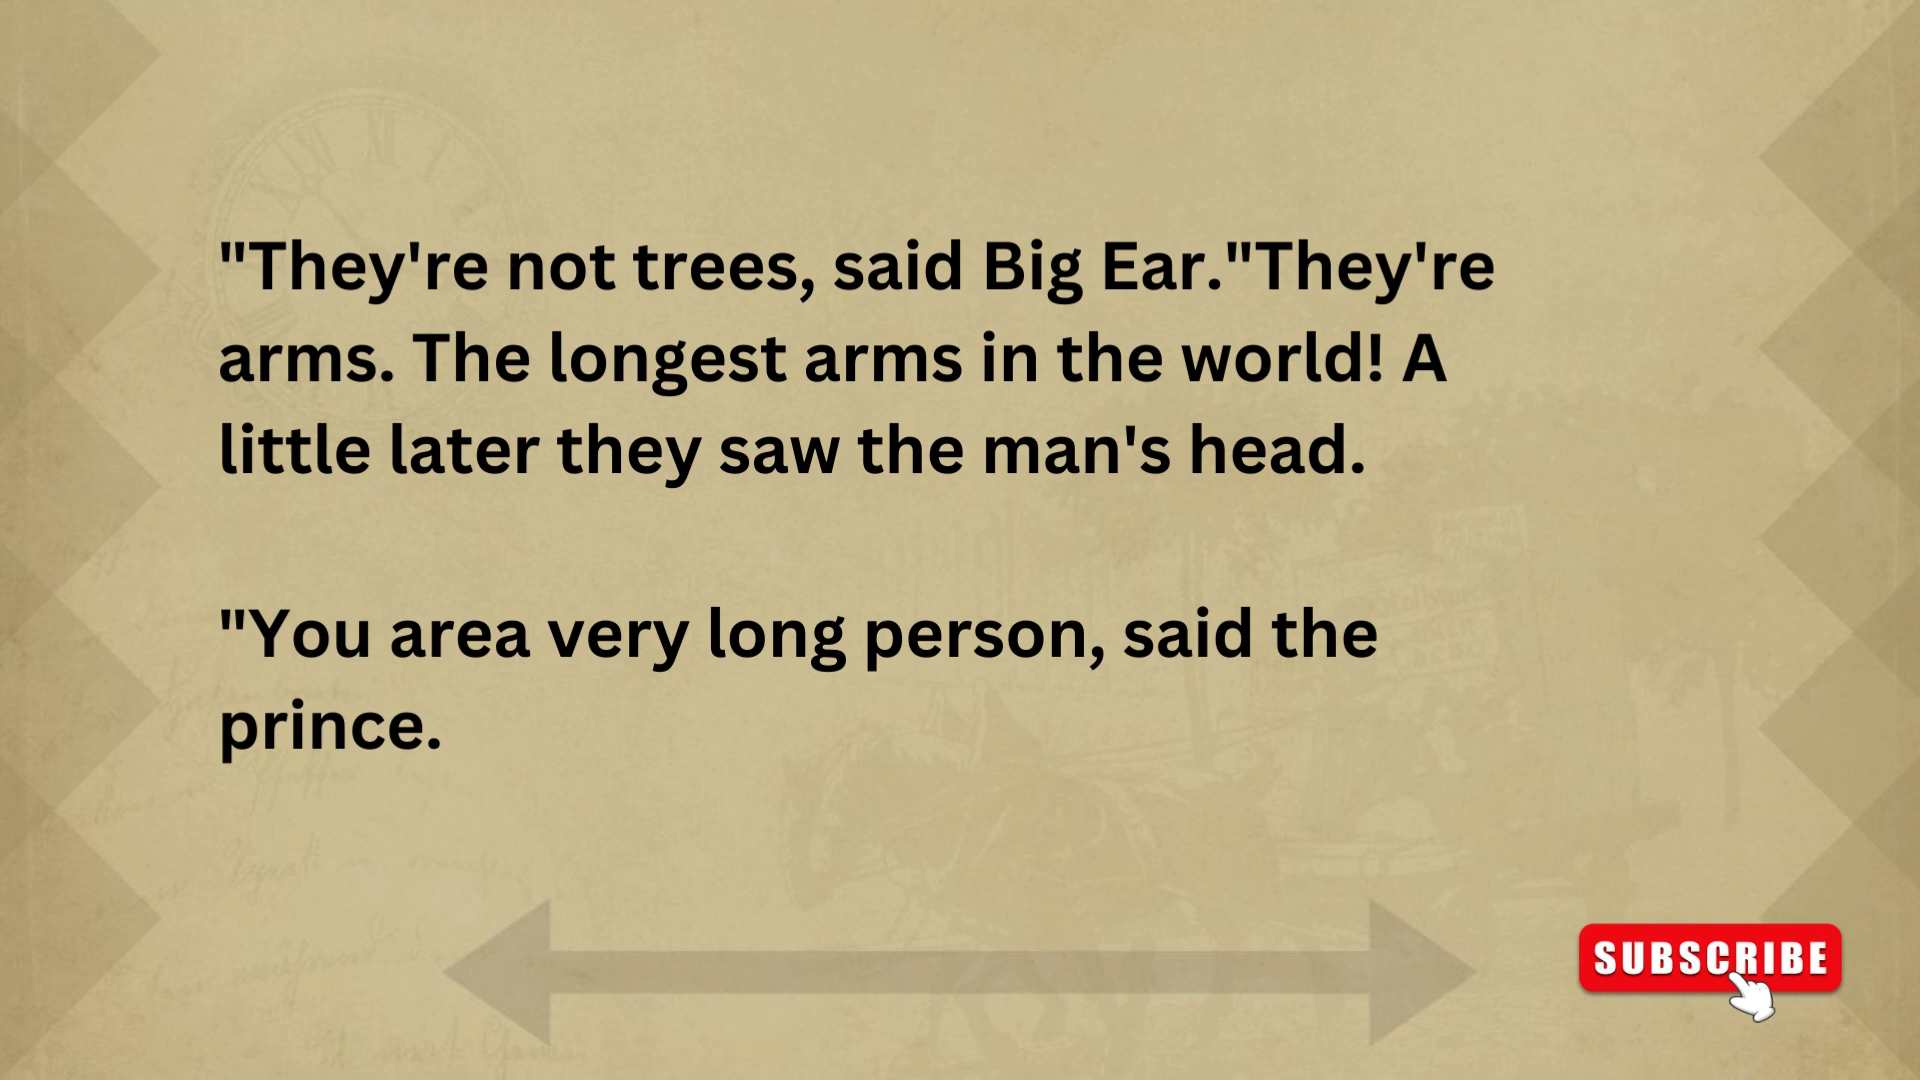 "They're not trees, said Big Ear."They're
arms. The longest arms in the world! A
little later they saw the man's head.
"You area very long person, said the
prince.
SUBSCRIBE